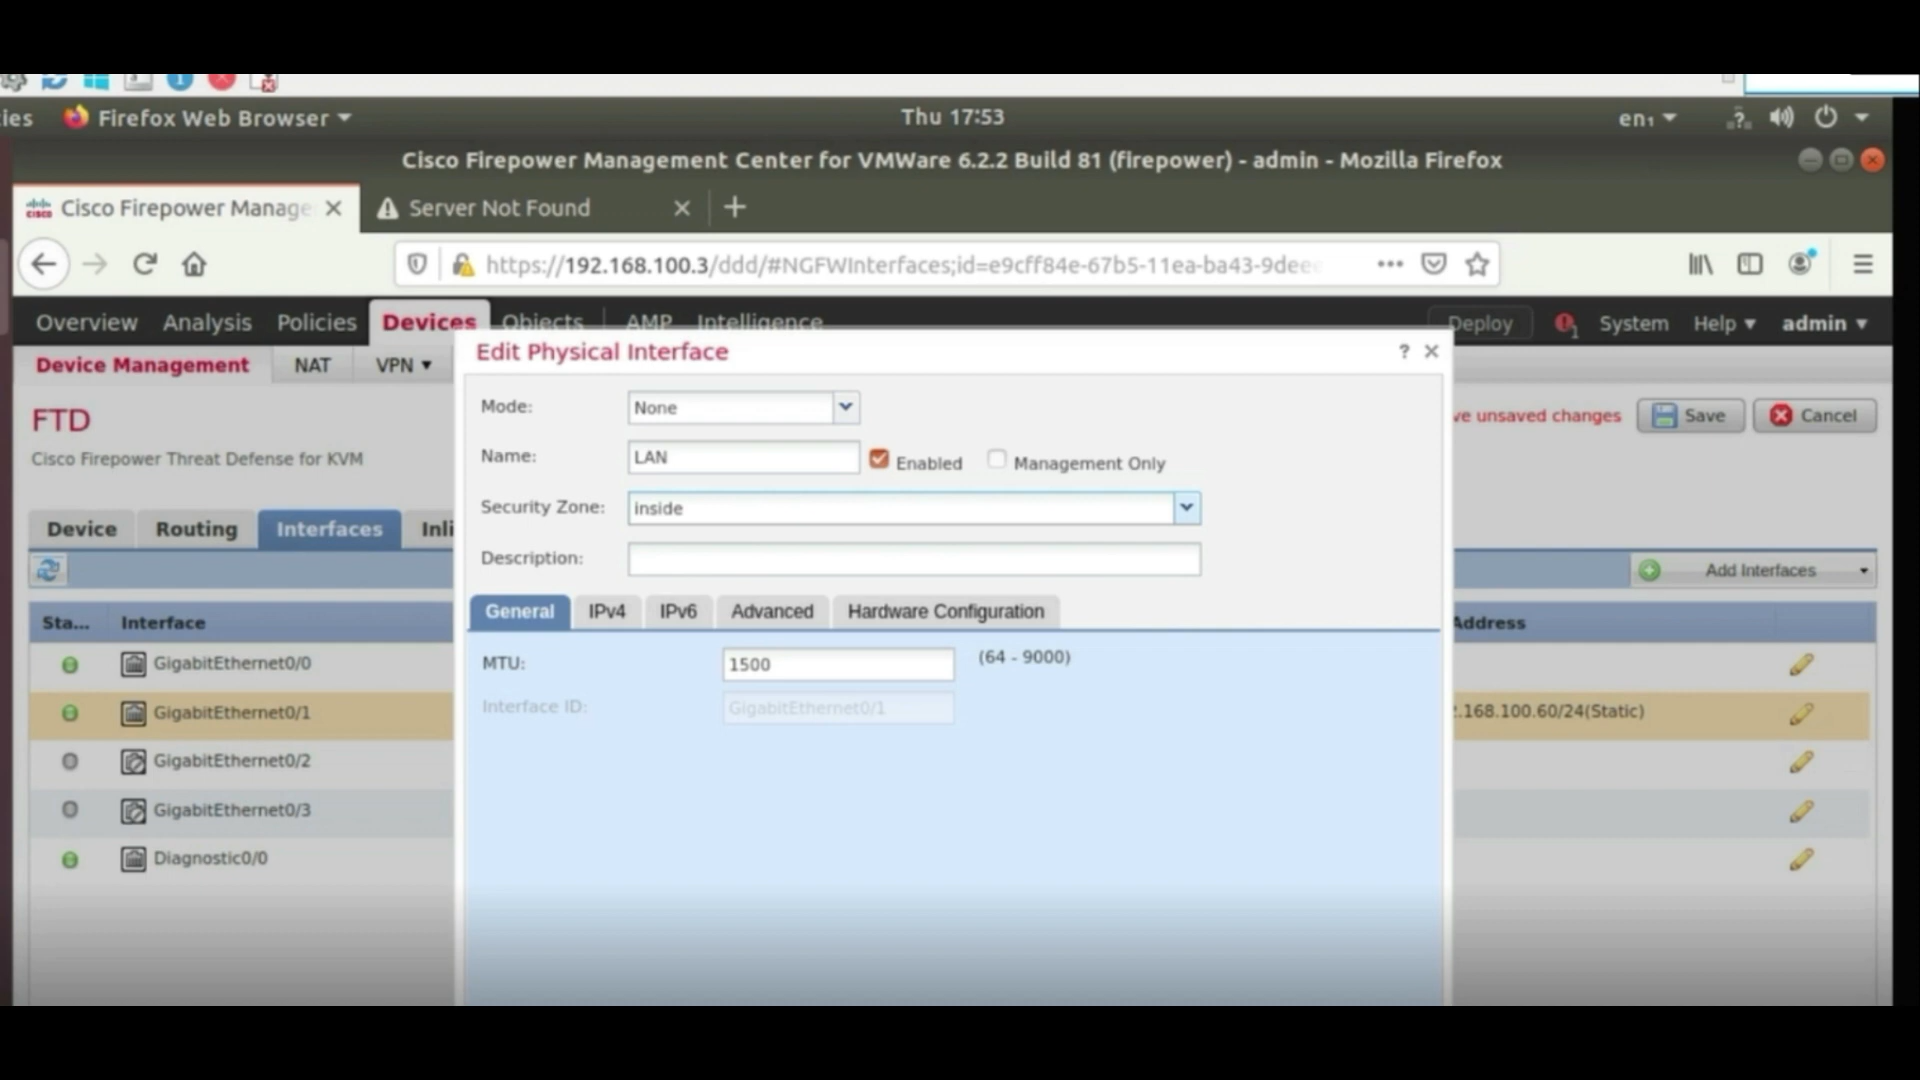 ies Firefox Web Browser Thu 17:53 en₁
Cisco Firepower Management Center for VMWare 6.2.2 Build 81 (firepower) - admin - Mozilla Firefox
Cisco Firepower Manage Server Not Found
https://192.168.100.3/ddd/#NGFWInterfaces;id=e9cff84e-67b5-11ea-ba43-9dee
Overview Analysis Policies Devices Objects AMP Intelligence Deploy 1 System Help admin
Device Management NAT VPN
Edit Physical Interface ? ×
FTD
Cisco Firepower Threat Defense for KVM
ve unsaved changes Save Cancel
Mode: None
Name: LAN Enabled Management Only
Security Zone: inside
Description:
Device Routing Interfaces Inli
Add Interfaces
General IPv4 IPv6 Advanced Hardware Configuration
Sta... Interface Address
MTU: 1500 (64 - 9000)
Interface ID: GigabitEthernet0/1
GigabitEthernet0/0
GigabitEthernet0/1 .168.100.60/24(Static)
GigabitEthernet0/2
GigabitEthernet0/3
Diagnostic0/0